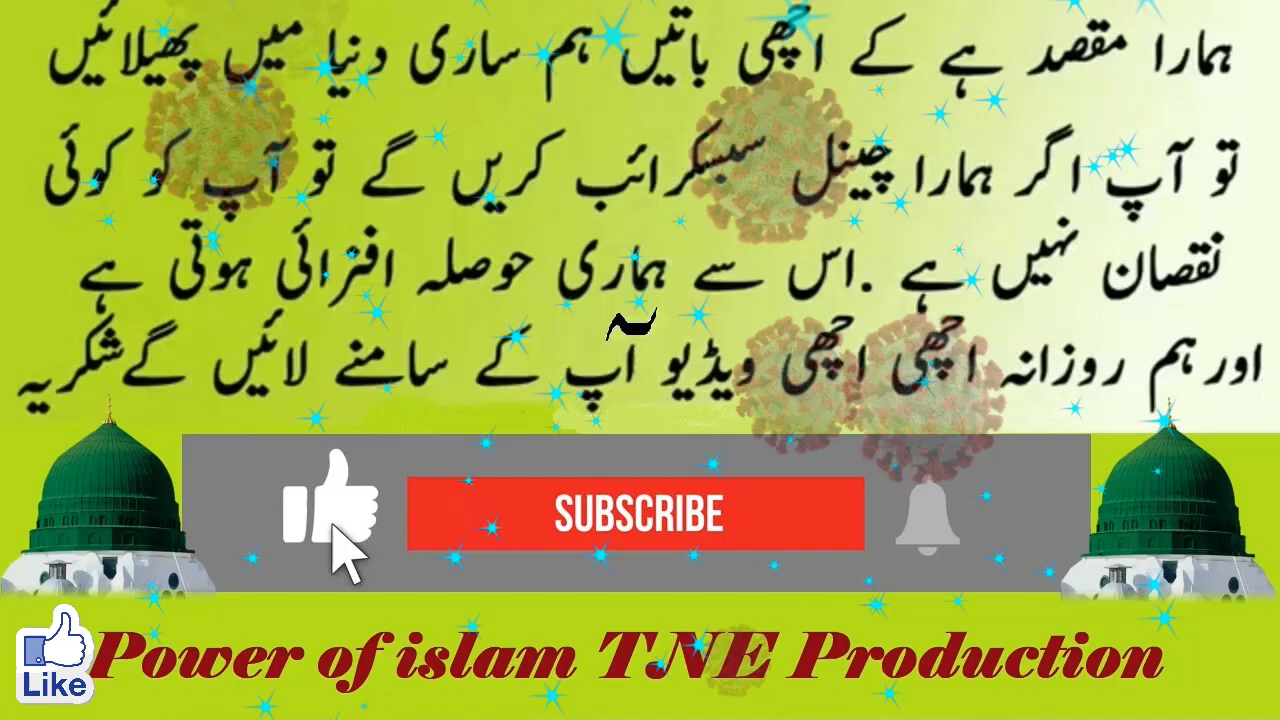 ہمارا مقصد ہے کے اچھی باتیں ہم ساری دنیا میں پھیلائیں
تو آپ اگر ہمارا چینل سبسکرائب کریں گے تو آپ کو کوئی
نقصان نہیں ہے .اس سے ہماری حوصلہ افزائی ہوتی ہے
اور ہم روزانہ اچھی اچھی ویڈیو آپ کے سامنے لائیں گے شکریہ
SUBSCRIBE
Power of islam TNE Production
Like